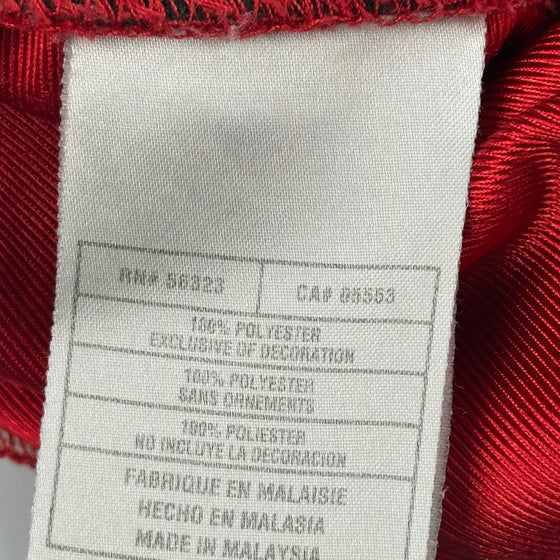 RN# 56323 CA# 05553
100% POLYESTER
EXCLUSIVE OF DECORATION
100% POLYESTER
SANS ORNEMENTS
100% POLIESTER
NO INCLUYE LA DECORACION
FABRIQUE EN MALAISIE
HECHO EN MALASIA
MADE IN MALAYSIA